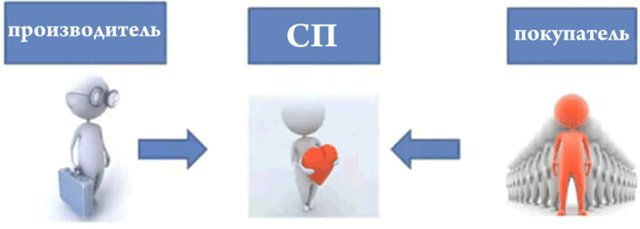 производитель
СП
покупатель